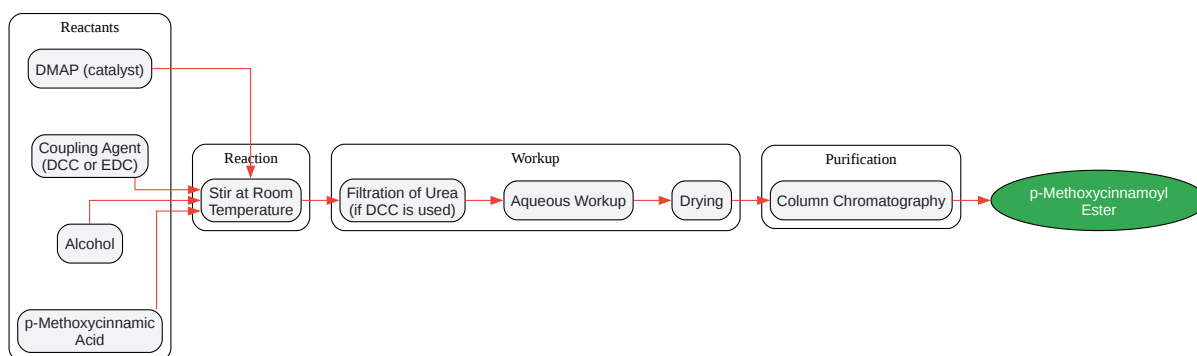 Reactants
DMAP (catalyst)
Coupling Agent
(DCC or EDC)
Alcohol
p-Methoxycinnamic
Acid
Reaction
Stir at Room
Temperature
Workup
Filtration of Urea
(if DCC is used)
Aqueous Workup
Drying
Purification
Column Chromatography
p-Methoxycinnamoyl
Ester